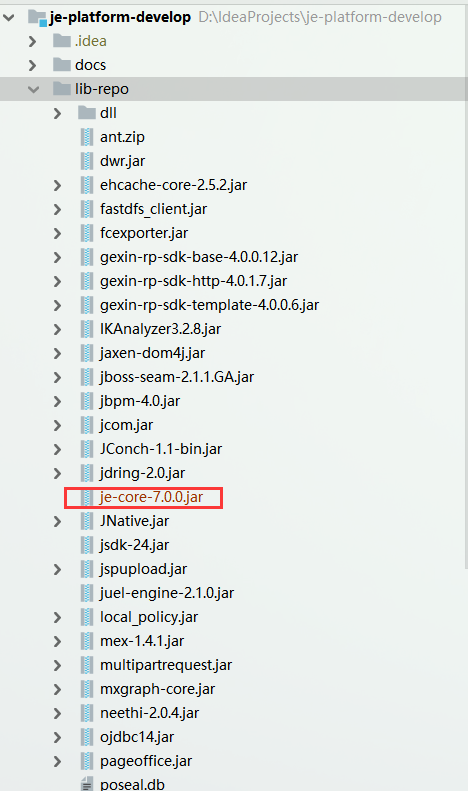 je-platform-develop D:\IdeaProjects\je-platform-develop
.idea
docs
lib-repo
dll
ant.zip
dwr.jar
ehcache-core-2.5.2.jar
fastdfs_client.jar
fcexporter.jar
gexin-rp-sdk-base-4.0.0.12.jar
gexin-rp-sdk-http-4.0.1.7.jar
gexin-rp-sdk-template-4.0.0.6.jar
IKAnalyzer3.2.8.jar
jaxen-dom4j.jar
jboss-seam-2.1.1.GA.jar
jbpm-4.0.jar
jcom.jar
JConch-1.1-bin.jar
jdring-2.0.jar
je-core-7.0.0.jar
JNative.jar
jsdk-24.jar
jspupload.jar
juel-engine-2.1.0.jar
local_policy.jar
mex-1.4.1.jar
multipartrequest.jar
mxgraph-core.jar
neethi-2.0.4.jar
ojdbc14.jar
pageoffice.jar
poseal.db